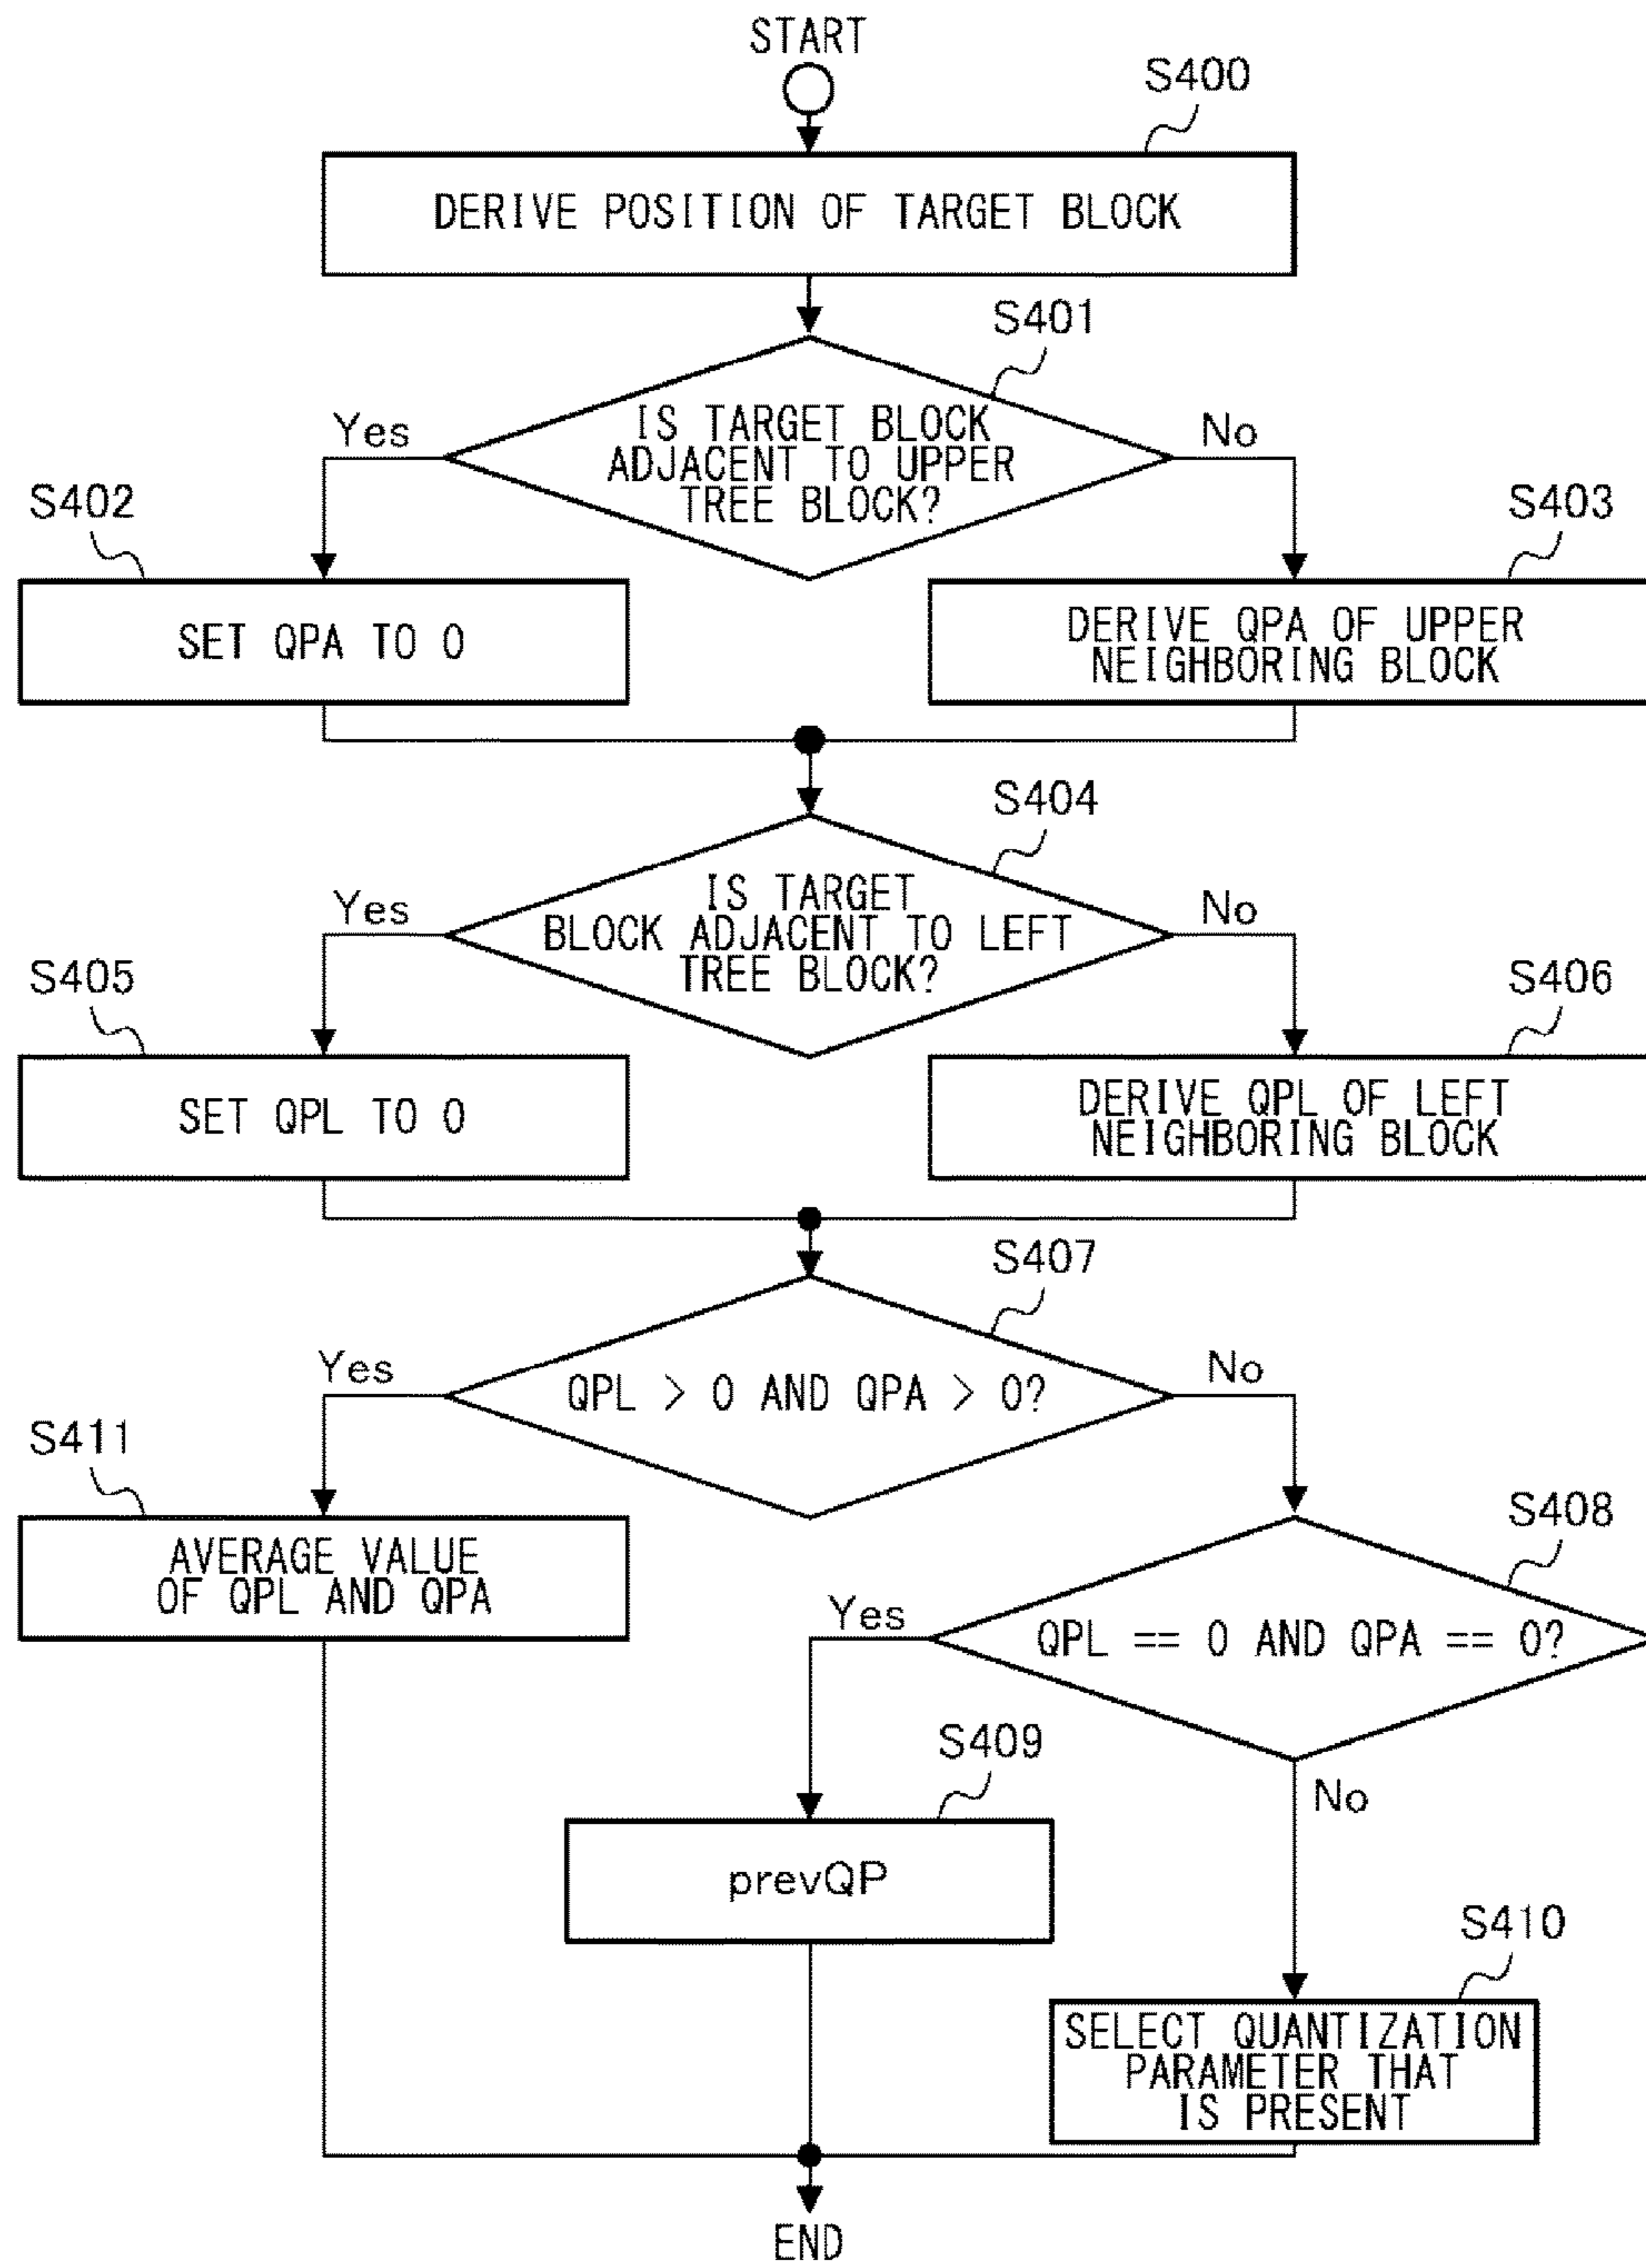 START
S400
DERIVE POSITION OF TARGET BLOCK
S401
IS TARGET BLOCK
ADJACENT TO UPPER
TREE BLOCK?
Yes
No
S402
S403
SET QPA TO 0
DERIVE QPA OF UPPER
NEIGHBORING BLOCK
S404
IS TARGET
BLOCK ADJACENT TO LEFT
TREE BLOCK?
Yes
No
S405
S406
SET QPL TO 0
DERIVE QPL OF LEFT
NEIGHBORING BLOCK
S407
QPL > 0 AND QPA > 0?
Yes
No
S411
S408
AVERAGE VALUE
OF QPL AND QPA
QPL == 0 AND QPA == 0?
Yes
No
S409
prevQP
S410
SELECT QUANTIZATION
PARAMETER THAT
IS PRESENT
END